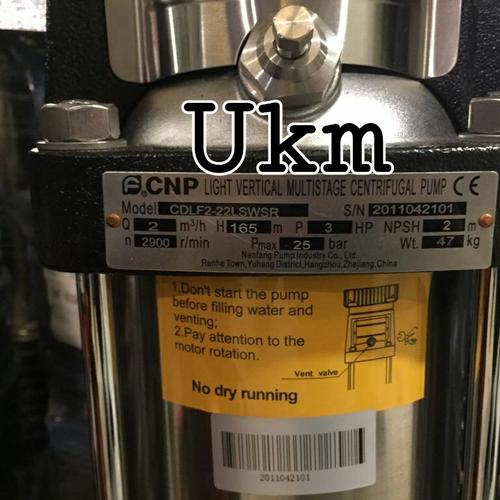 Ukm
CNP LIGHT VERTICAL MULTISTAGE CENTRIFUGAL PUMP CE
Model CDLF2-22LSWSR S/N 2011042101
Q 2 m³/h H 165 m P 3 HP NPSH 2 m
n 2900 r/min Pmax 25 bar Wt. 47 kg
Nanfang Pump Industry Co., Ltd.
Renhe Town,Yuhang District,Hangzhou,Zhejiang,China
1.Don't start the pump
before filling water and
venting;
2.Pay attention to the
motor rotation.
Vent valve
No dry running
2011042101